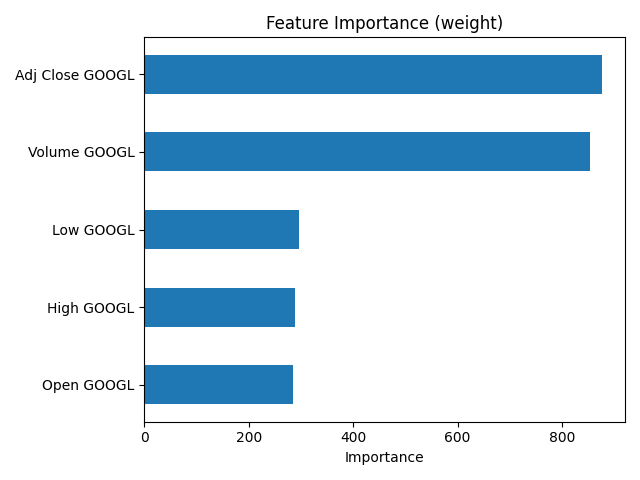 Feature Importance (weight)
Adj Close GOOGL
Volume GOOGL
Low GOOGL
High GOOGL
Open GOOGL
0 200 400 600 800
Importance